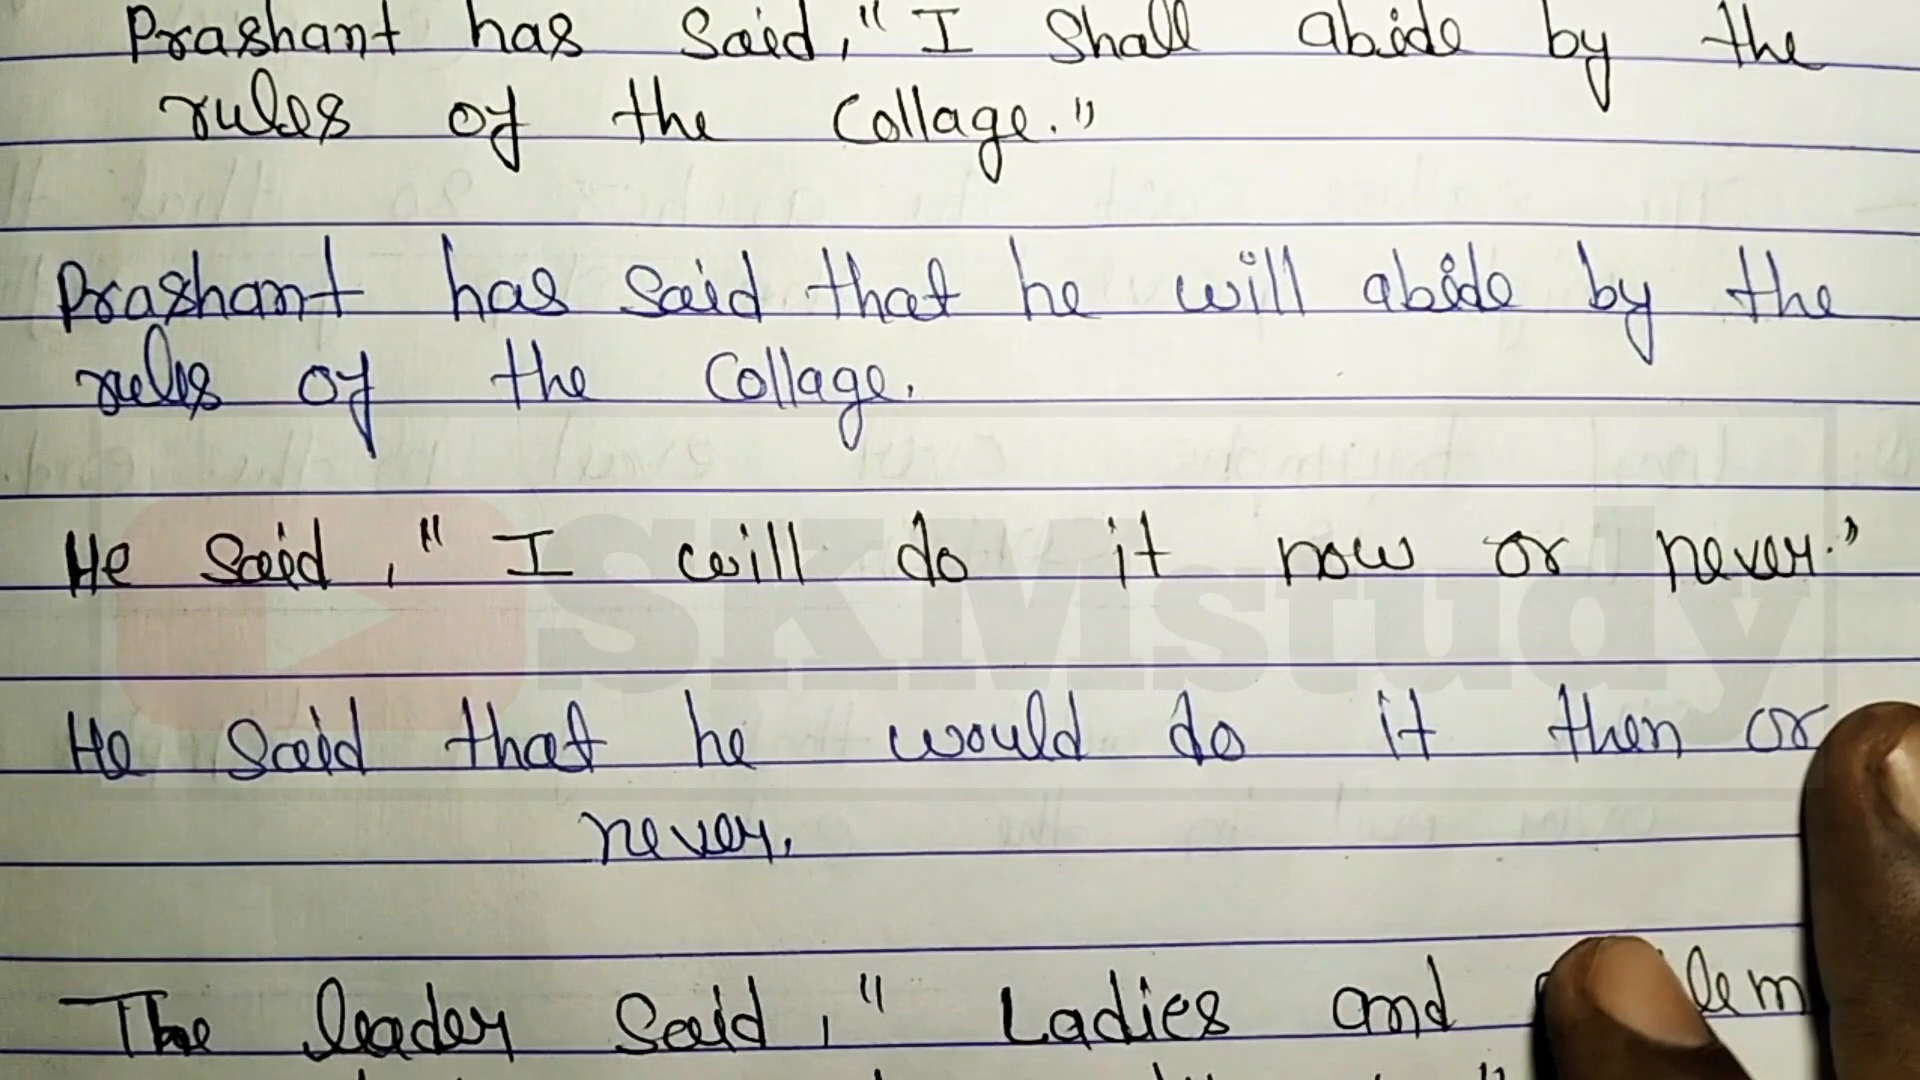 Prashant has said, "I shall abide by the
rules of the Collage."
Prashant has said that he will abide by the
rules of the Collage.
He said, "I will do it now or never."
SKMstudy
He said that he would do it then or
never.
The leader said, "Ladies and